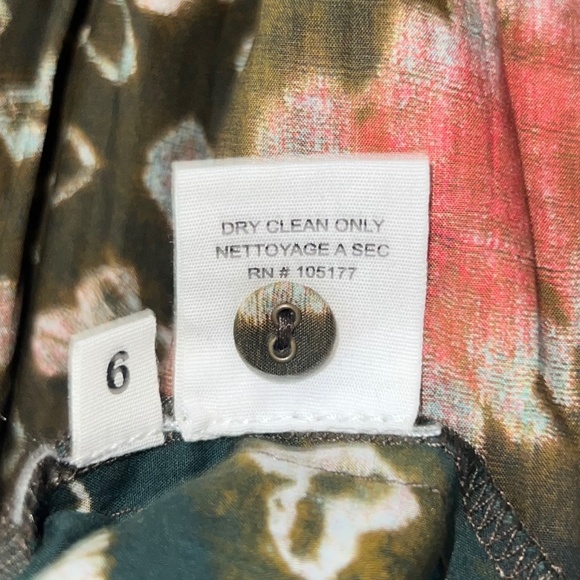 DRY CLEAN ONLY
NETTOYAGE A SEC
RN # 105177
6